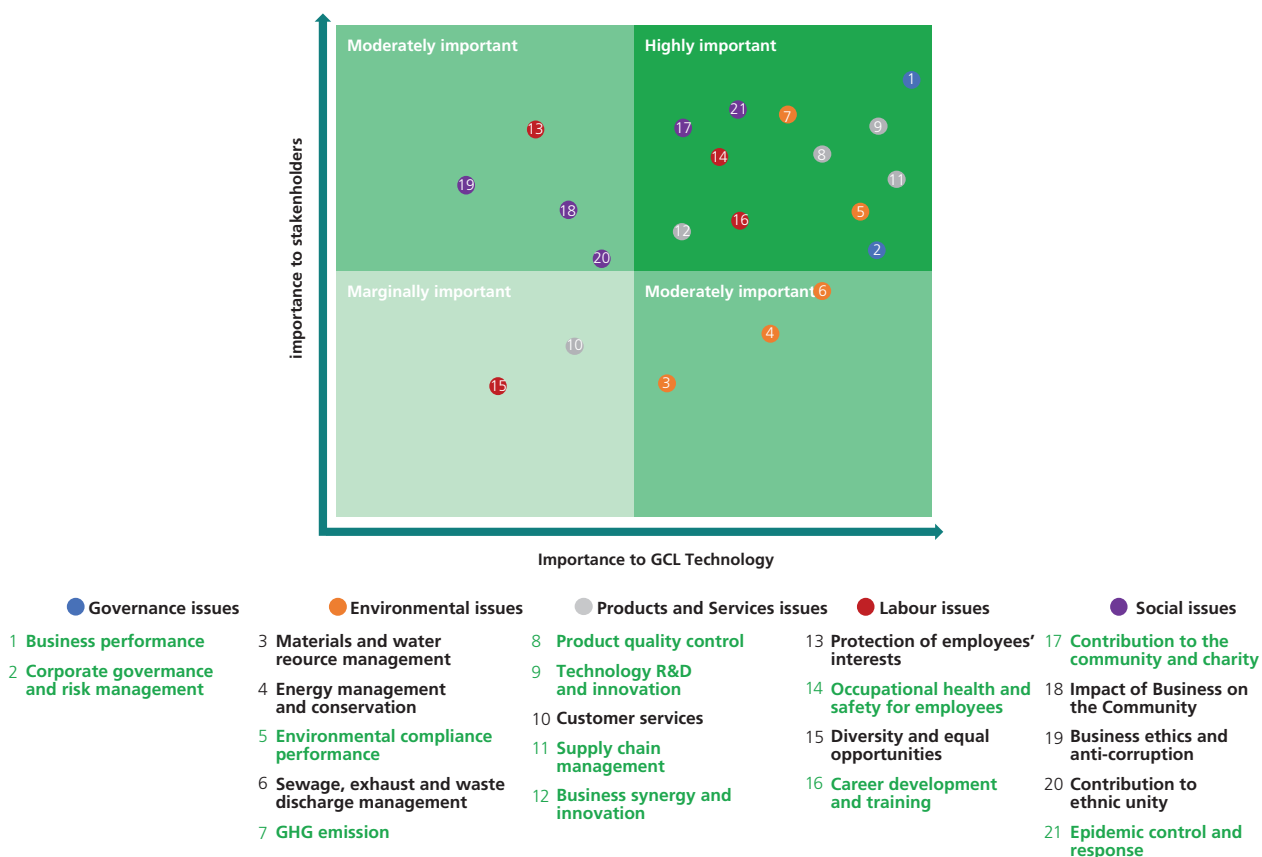 Moderately important
Highly important
1
21
7
17
9
13
8
14
11
19
18
5
16
12
2
20
Marginally important
Moderately important
6
4
10
3
15
importance to stakenholders
Importance to GCL Technology
Governance issues
1 Business performance
2 Corporate governance
and risk management
Environmental issues
3 Materials and water
reource management
4 Energy management
and conservation
5 Environmental compliance
performance
6 Sewage, exhaust and waste
discharge management
7 GHG emission
Products and Services issues
8 Product quality control
9 Technology R&D
and innovation
10 Customer services
11 Supply chain
management
12 Business synergy and
innovation
Labour issues
13 Protection of employees’
interests
14 Occupational health and
safety for employees
15 Diversity and equal
opportunities
16 Career development
and training
Social issues
17 Contribution to the
community and charity
18 Impact of Business on
the Community
19 Business ethics and
anti-corruption
20 Contribution to
ethnic unity
21 Epidemic control and
response